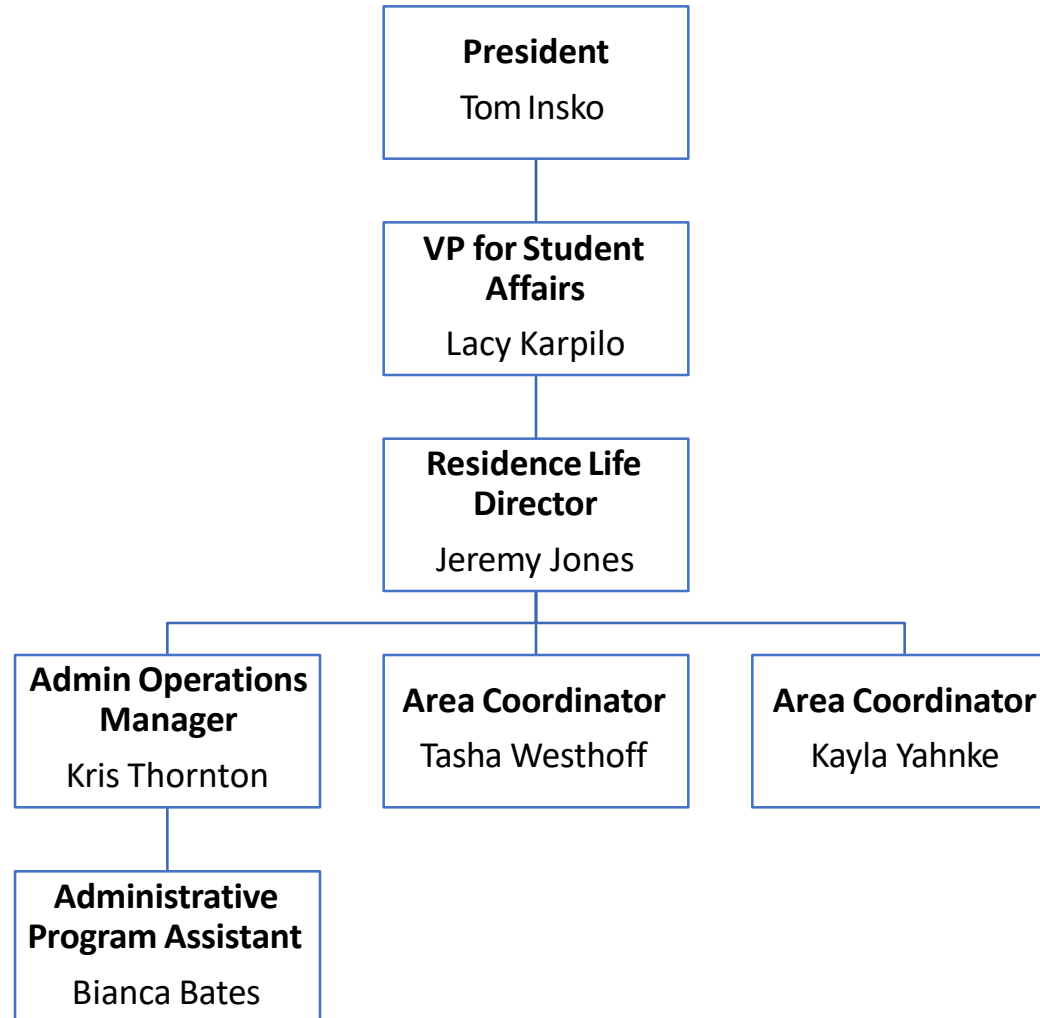 President
Tom Insko
VP for Student
Affairs
Lacy Karpilo
Residence Life
Director
Jeremy Jones
Admin Operations
Manager
Kris Thornton
Area Coordinator
Tasha Westhoff
Area Coordinator
Kayla Yahnke
Administrative
Program Assistant
Bianca Bates